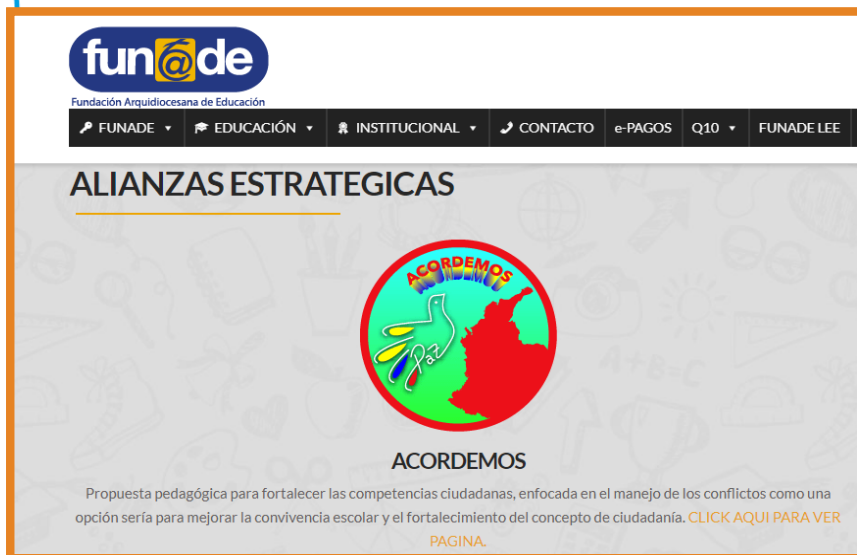 fun@de
Fundación Arquidiocesana de Educación
FUNADE EDUCACIÓN INSTITUCIONAL CONTACTO e-PAGOS Q10 FUNADE LEE
ALIANZAS ESTRATEGICAS
ACORDEMOS
Paz
ACORDEMOS
Propuesta pedagógica para fortalecer las competencias ciudadanas, enfocada en el manejo de los conflictos como una
opción sería para mejorar la convivencia escolar y el fortalecimiento del concepto de ciudadanía. CLICK AQUI PARA VER
PAGINA.